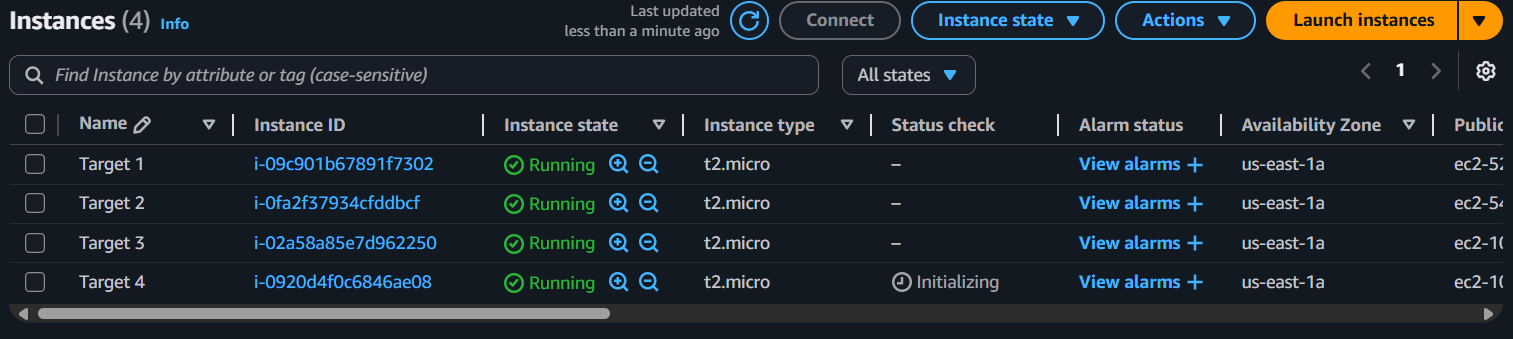 Instances (4) Info
Last updated
less than a minute ago
Connect
Instance state
Actions
Launch instances
Find Instance by attribute or tag (case-sensitive)
All states
1
Name Instance ID Instance state Instance type Status check Alarm status Availability Zone Public
Target 1 i-09c901b67891f7302 Running t2.micro – View alarms + us-east-1a ec2-52
Target 2 i-0fa2f37934cfddbcf Running t2.micro – View alarms + us-east-1a ec2-54
Target 3 i-02a58a85e7d962250 Running t2.micro – View alarms + us-east-1a ec2-10
Target 4 i-0920d4f0c6846ae08 Running t2.micro Initializing View alarms + us-east-1a ec2-10